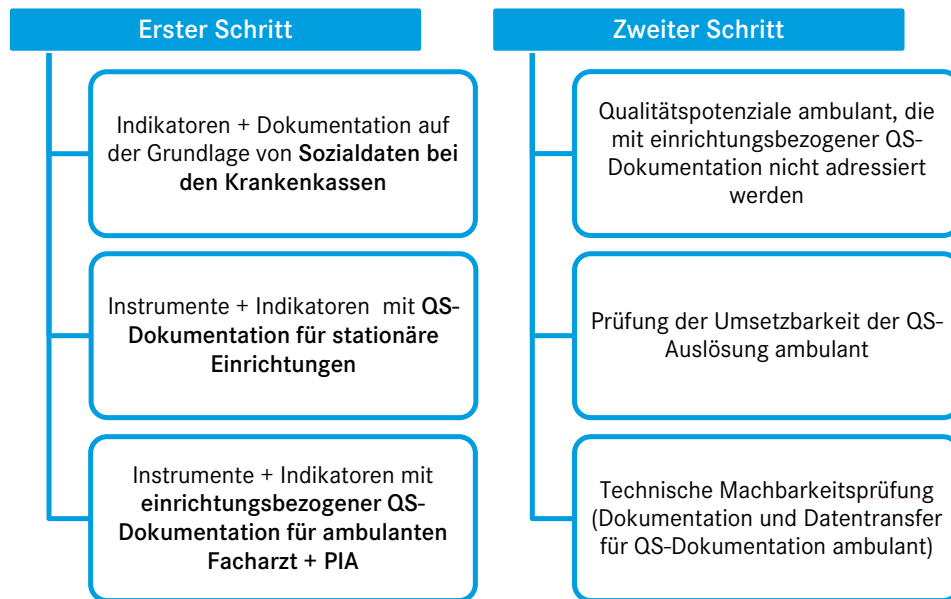 Erster Schritt
Indikatoren + Dokumentation auf
der Grundlage von Sozialdaten bei
den Krankenkassen
Instrumente + Indikatoren mit QS-
Dokumentation für stationäre
Einrichtungen
Instrumente + Indikatoren mit
einrichtungsbezogener QS-
Dokumentation für ambulanten
Facharzt + PIA
Zweiter Schritt
Qualitätspotenziale ambulant, die
mit einrichtungsbezogener QS-
Dokumentation nicht adressiert
werden
Prüfung der Umsetzbarkeit der QS-
Auslösung ambulant
Technische Machbarkeitsprüfung
(Dokumentation und Datentransfer
für QS-Dokumentation ambulant)